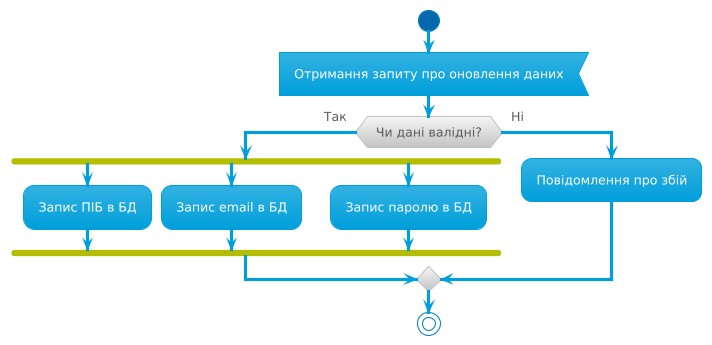 Отримання запиту про оновлення даних
Так
Чи дані валідні?
Ні
Запис ПІБ в БД
Запис email в БД
Запис паролю в БД
Повідомлення про збій